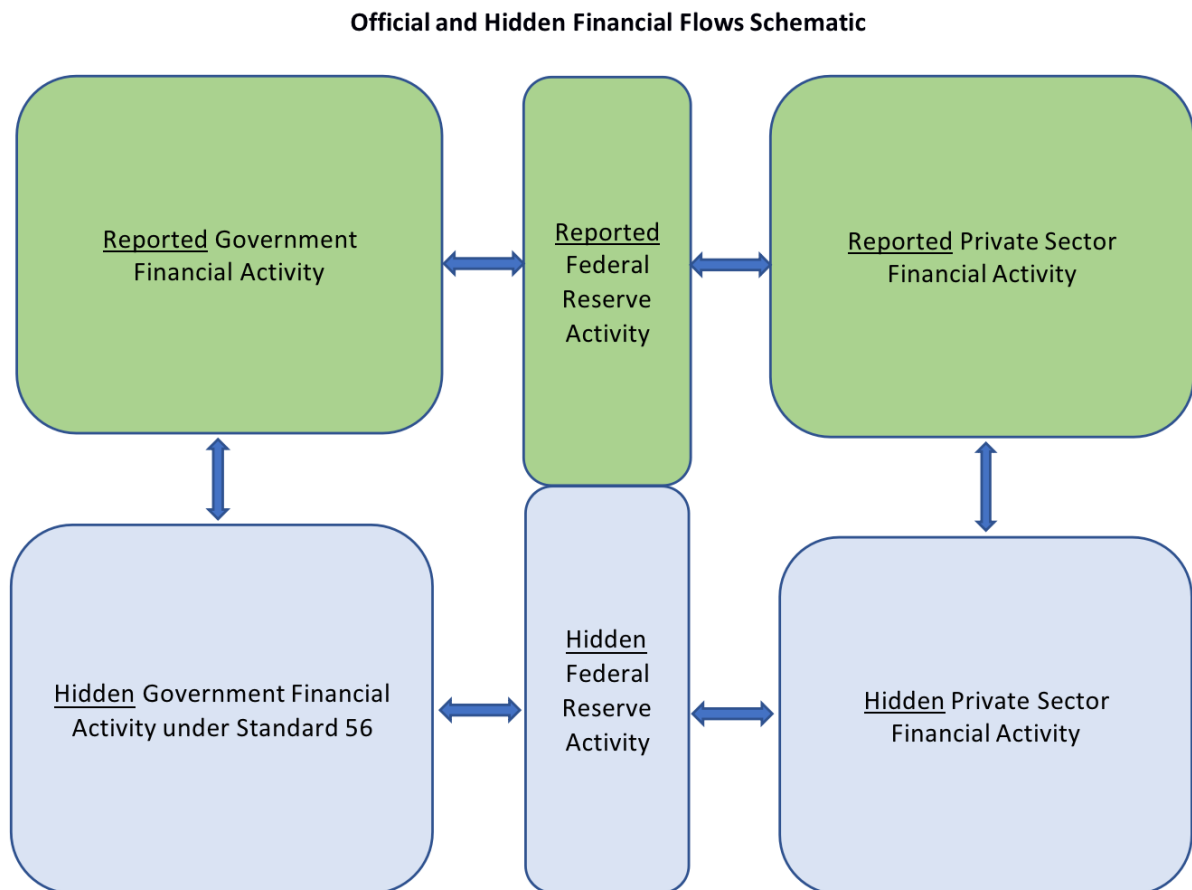 Official and Hidden Financial Flows Schematic
Reported Government
Financial Activity
Reported
Federal
Reserve
Activity
Reported Private Sector
Financial Activity
Hidden Government Financial
Activity under Standard 56
Hidden
Federal
Reserve
Activity
Hidden Private Sector
Financial Activity